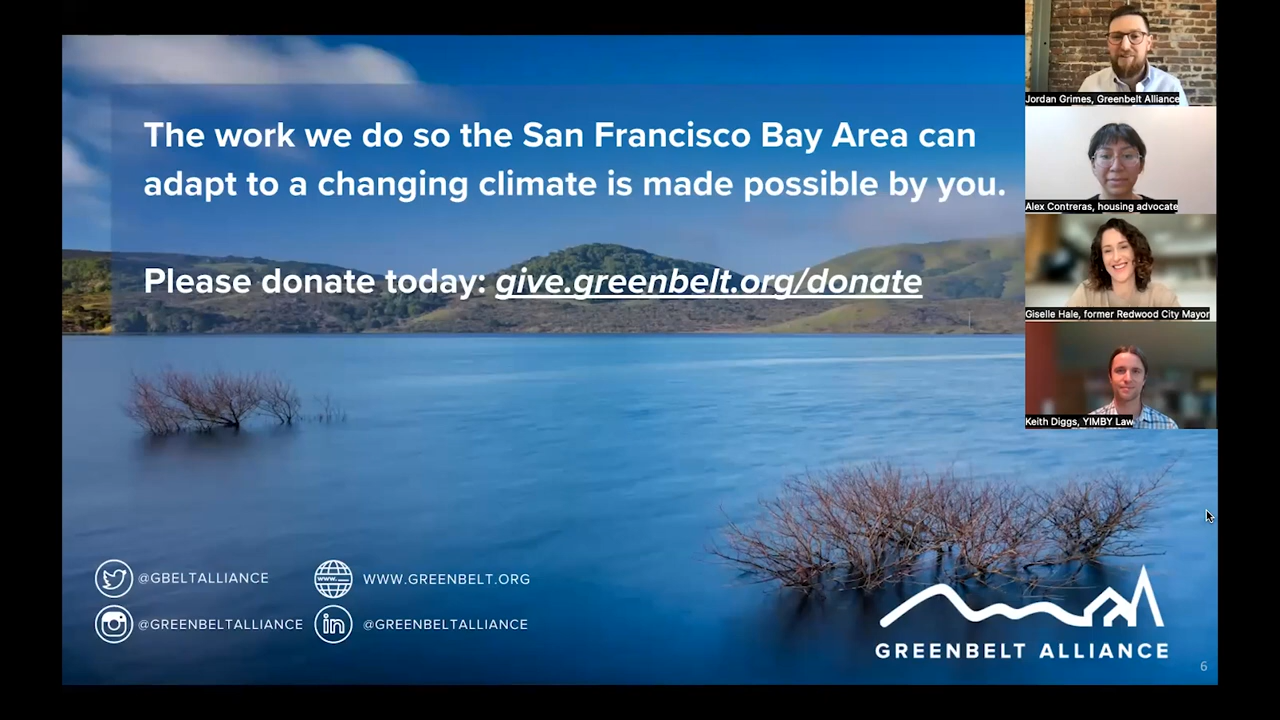 The work we do so the San Francisco Bay Area can
adapt to a changing climate is made possible by you.
Please donate today: give.greenbelt.org/donate
Jordan Grimes, Greenbelt Alliance
Alex Contreras, housing advocate
Giselle Hale, former Redwood City Mayor
Keith Diggs, YIMBY Law
@GBELTALLIANCE
www.
WWW.GREENBELT.ORG
@GREENBELTALLIANCE
in
@GREENBELTALLIANCE
GREENBELT ALLIANCE
6